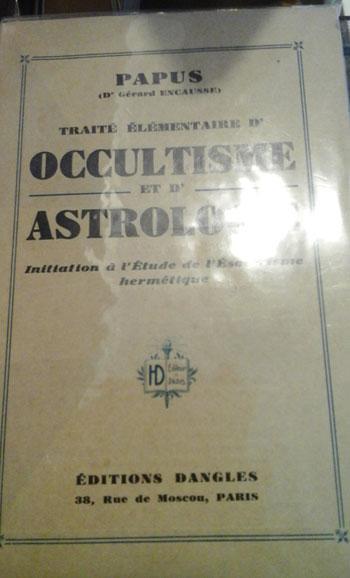 PAPUS
(Dr Gérard ENCAUSSE)
TRAITÉ ÉLÉMENTAIRE D'
OCCULTISME
ET D'
Initiation à l'Étude de
hermétique
HD
ÉDITIONS DANGLES
38, Rue de Moscou, PARIS